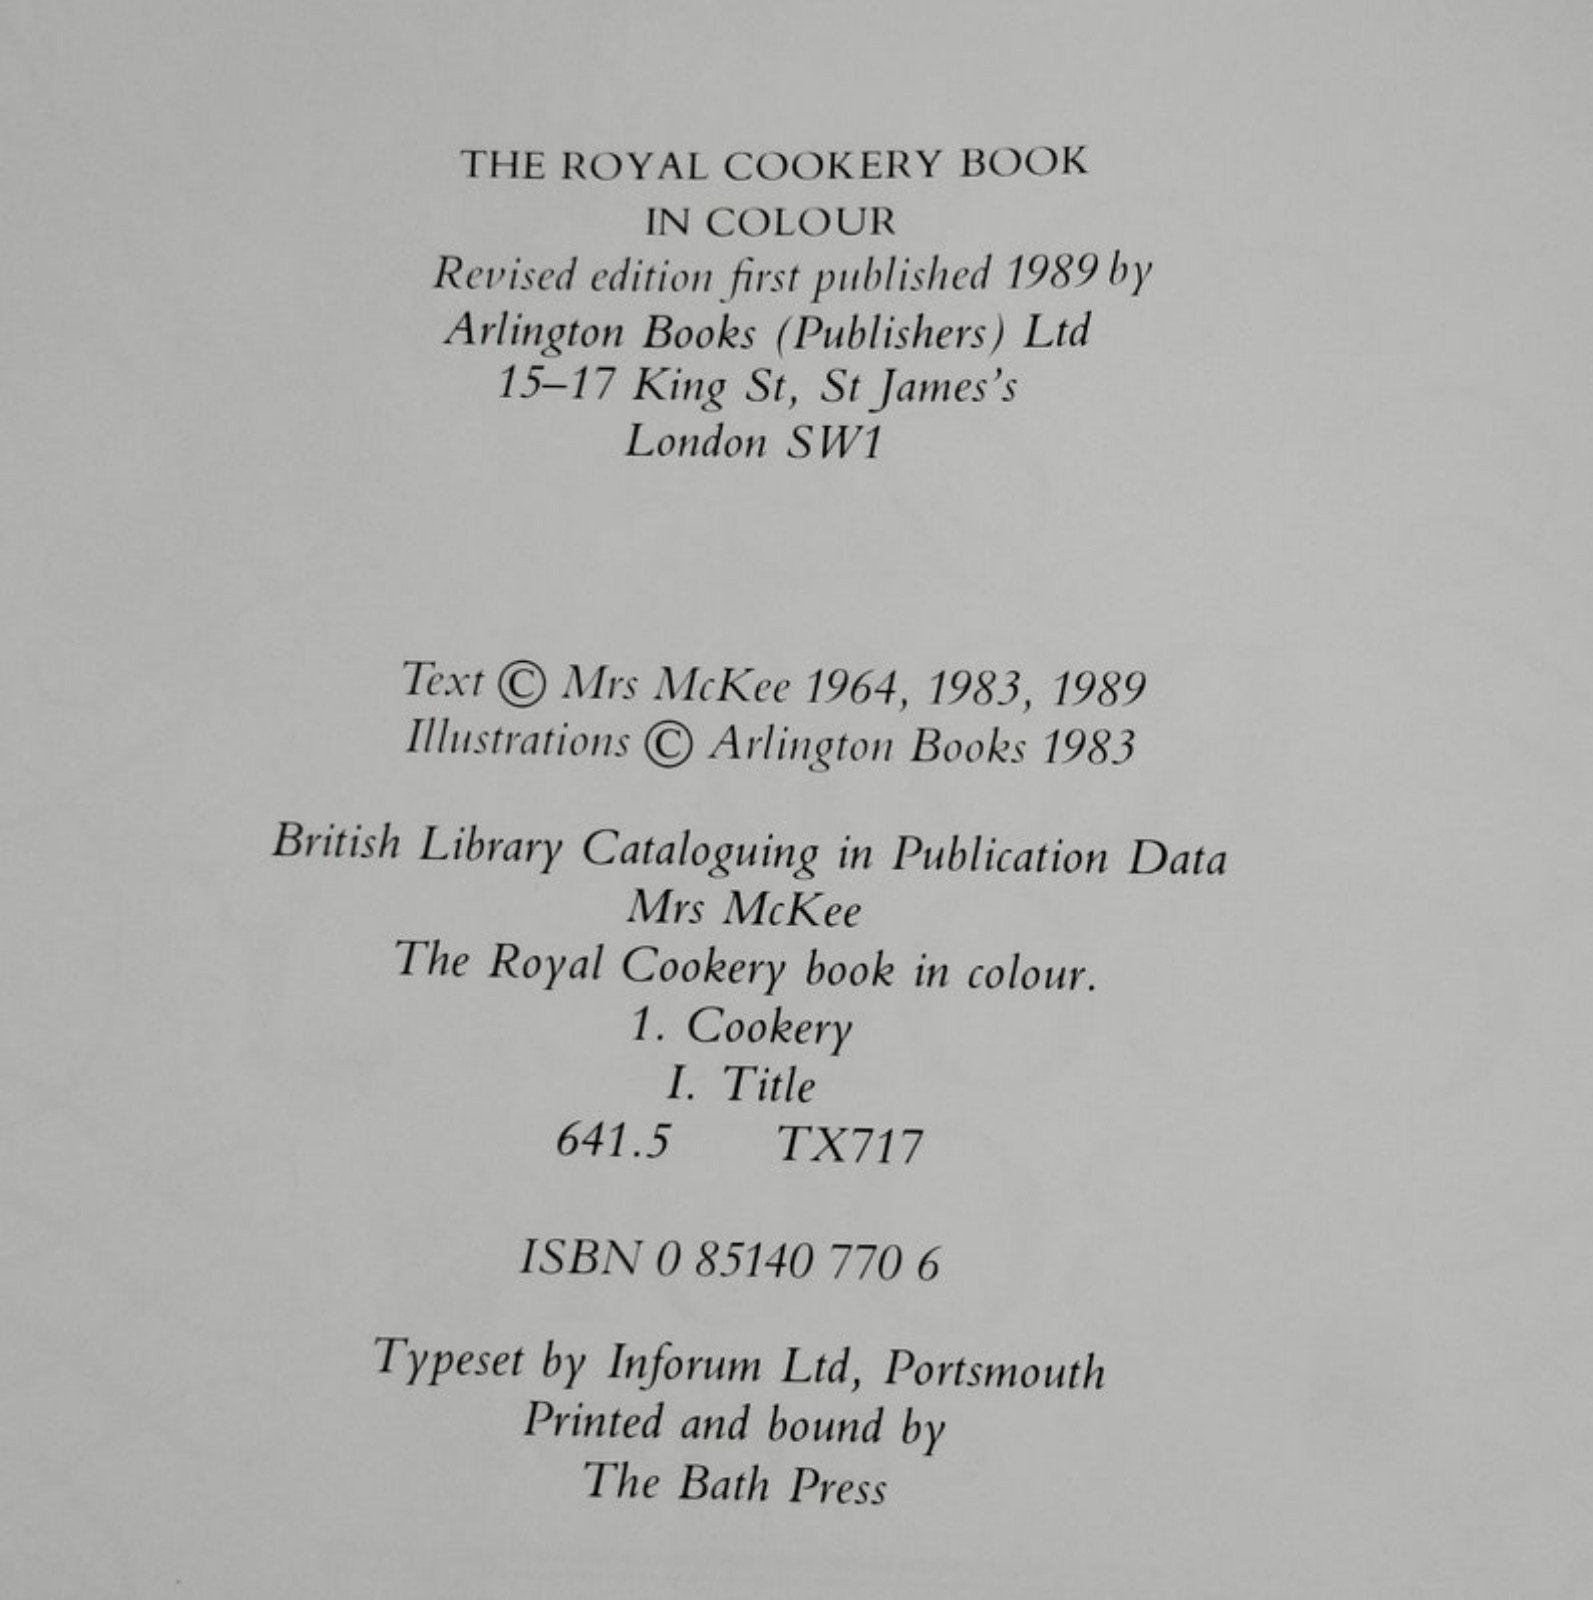 THE ROYAL COOKERY BOOK
IN COLOUR
Revised edition first published 1989 by
Arlington Books (Publishers) Ltd
15–17 King St, St James's
London SW1
Text © Mrs McKee 1964, 1983, 1989
Illustrations © Arlington Books 1983
British Library Cataloguing in Publication Data
Mrs McKee
The Royal Cookery book in colour.
1. Cookery
I. Title
641.5 TX717
ISBN 0 85140 770 6
Typeset by Inforum Ltd, Portsmouth
Printed and bound by
The Bath Press